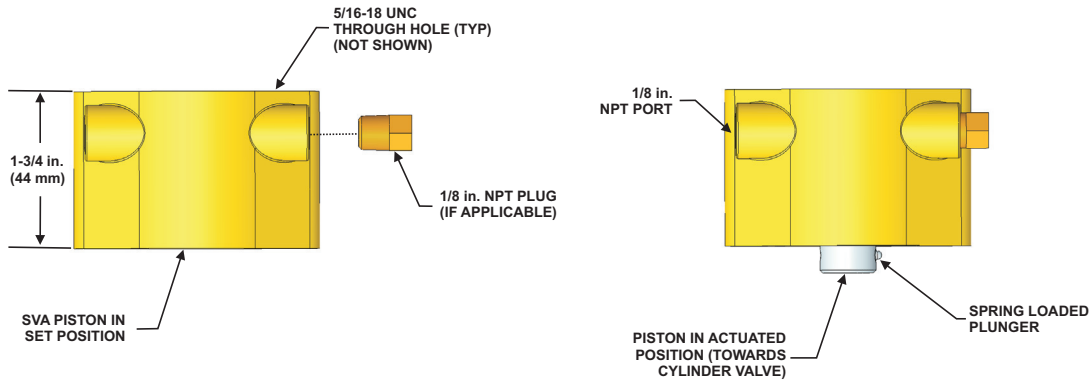 5/16-18 UNC
THROUGH HOLE (TYP)
(NOT SHOWN)
1-3/4 in.
(44 mm)
1/8 in. NPT PLUG
(IF APPLICABLE)
SVA PISTON IN
SET POSITION
1/8 in.
NPT PORT
SPRING LOADED
PLUNGER
PISTON IN ACTUATED
POSITION (TOWARDS
CYLINDER VALVE)